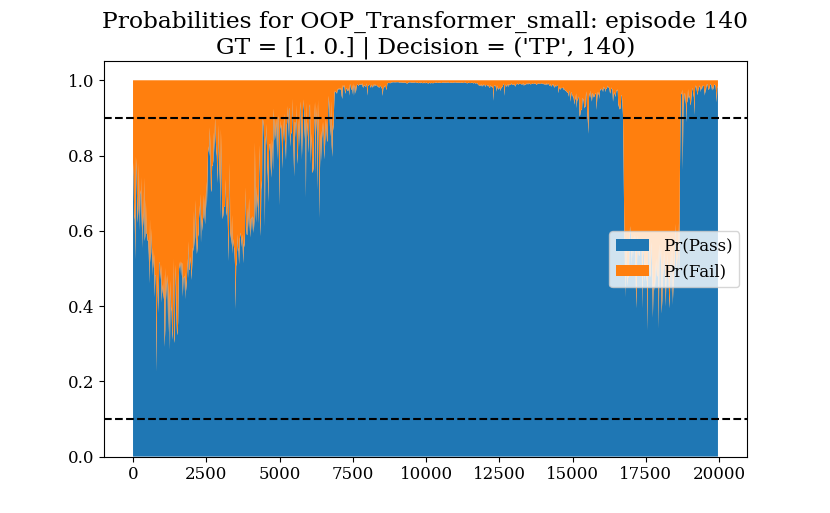 Probabilities for OOP_Transformer_small: episode 140
GT = [1. 0.] | Decision = ('TP', 140)
1.0
0.8
0.6
0.4
0.2
0.0
Pr(Pass)
Pr(Fail)
0 2500 5000 7500 10000 12500 15000 17500 20000